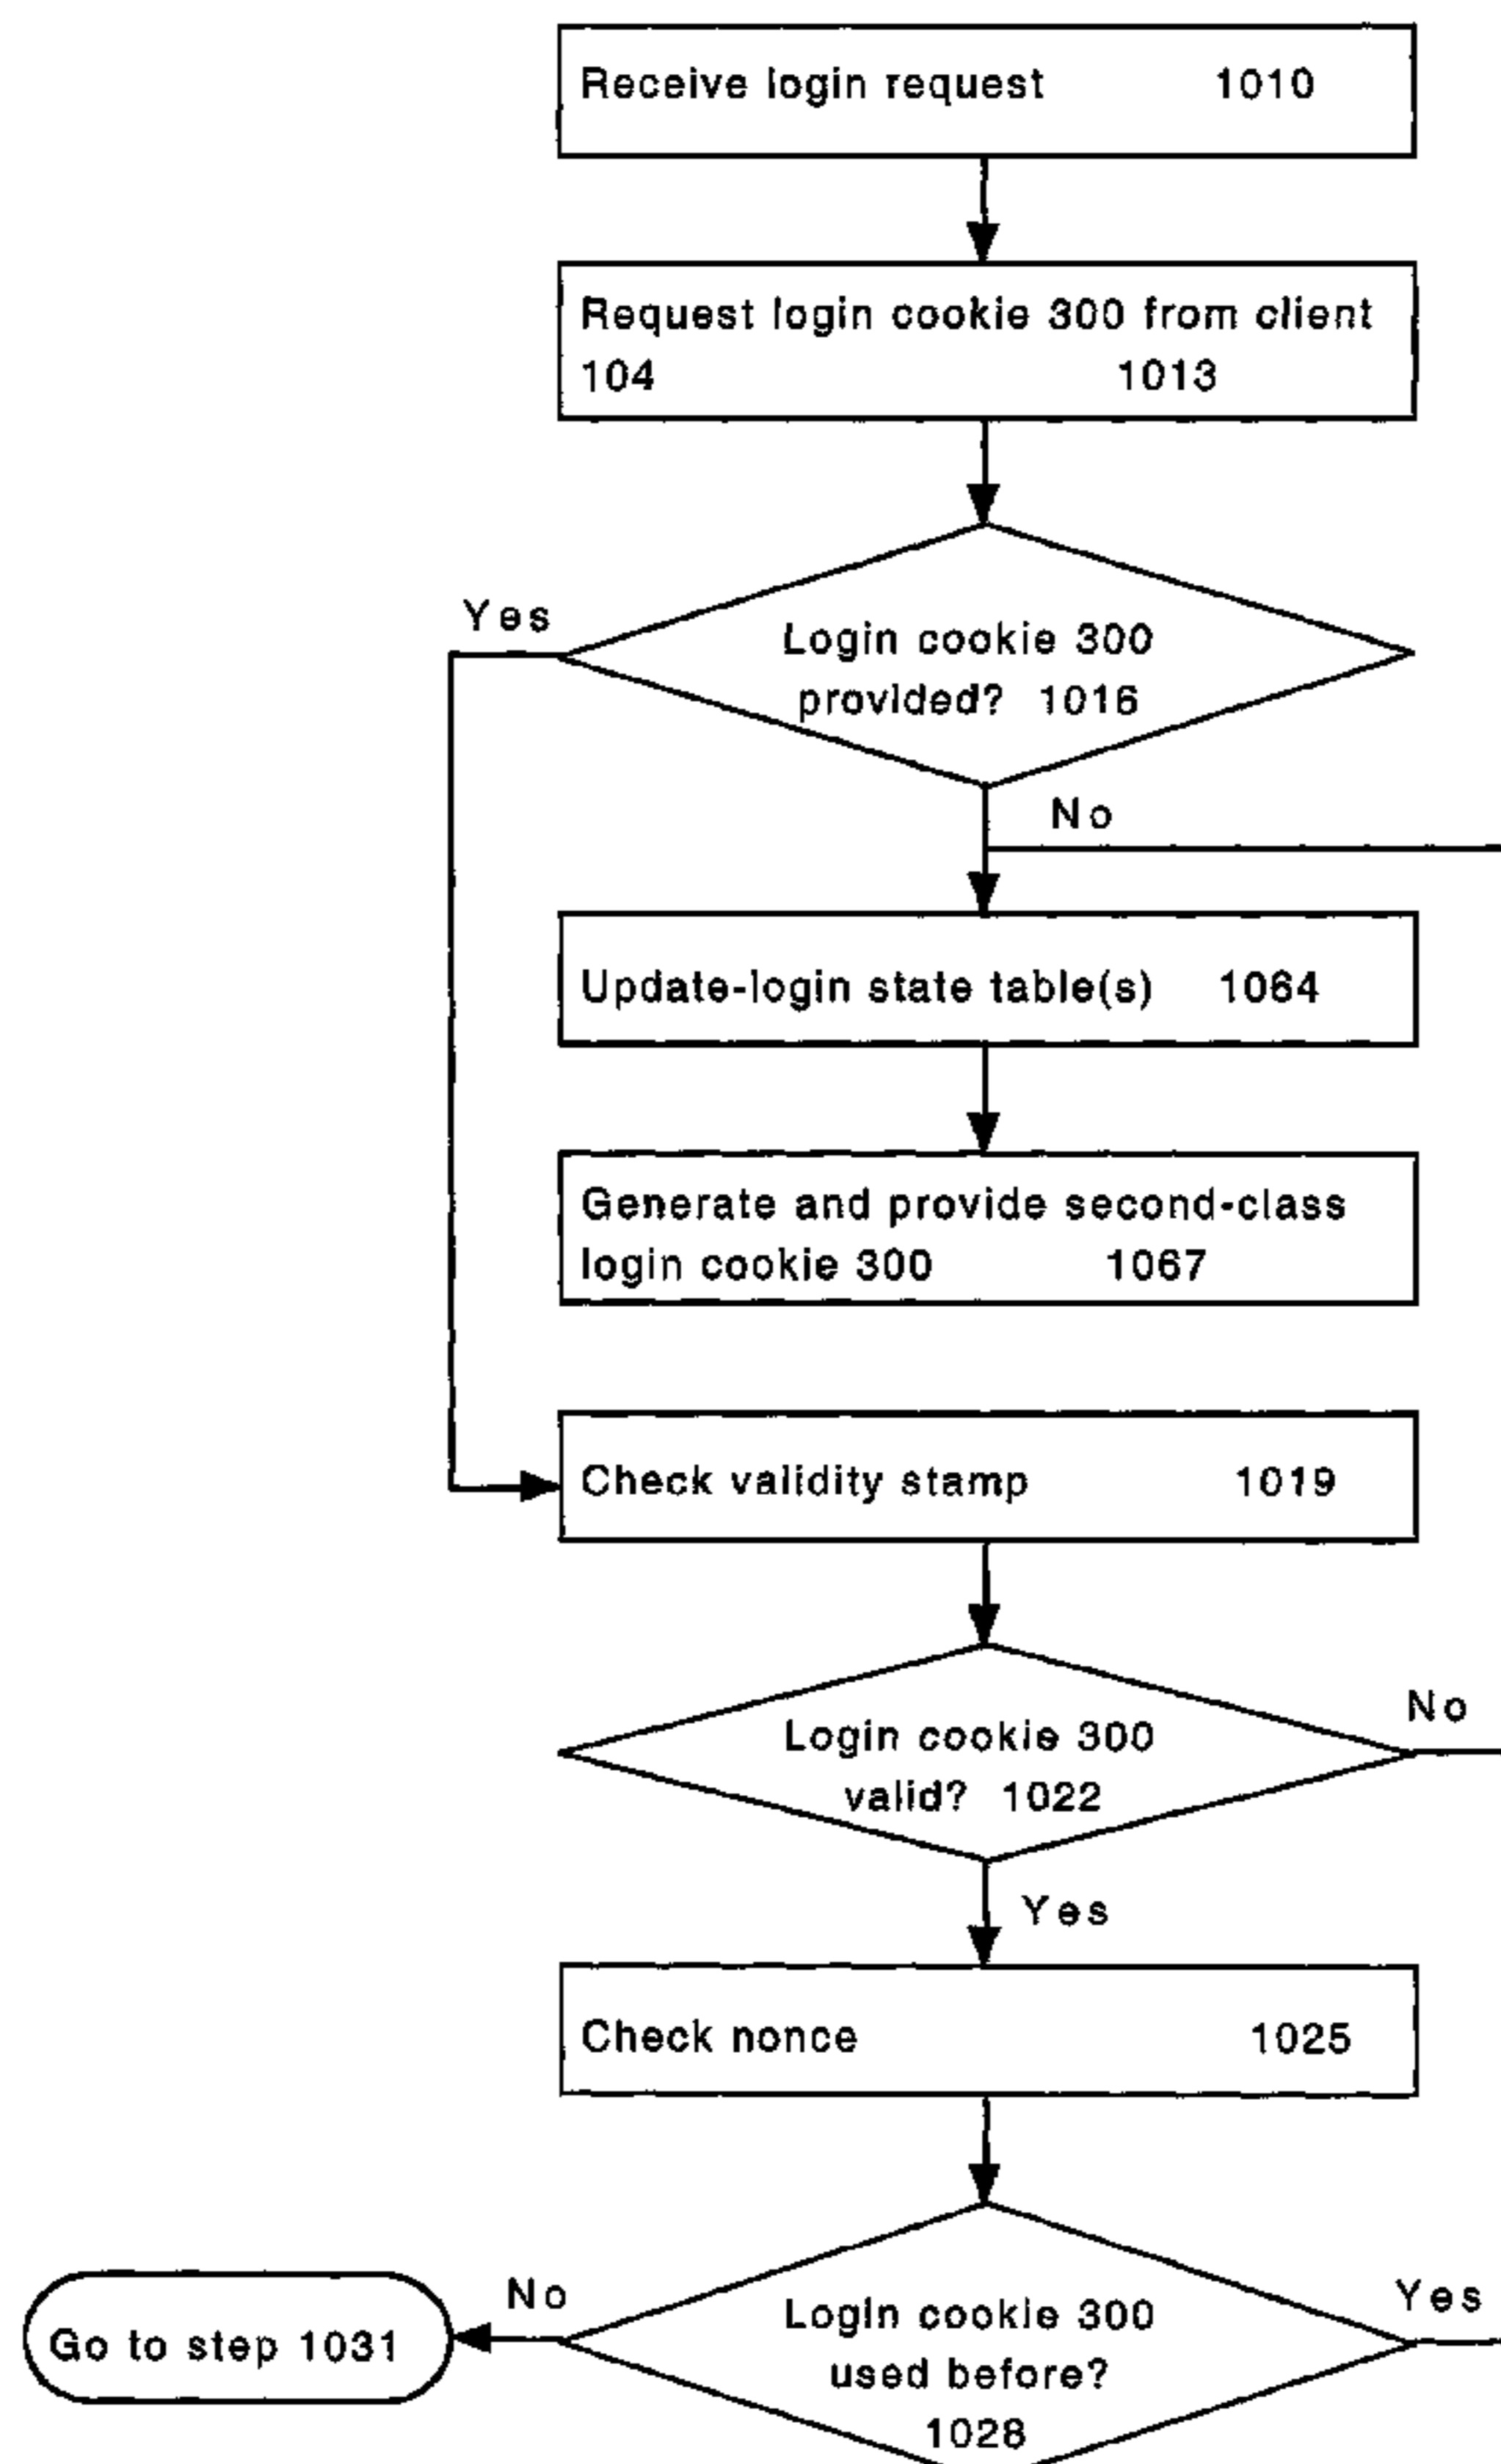 Receive login request 1010
Request login cookie 300 from client
104 1013
Yes
Login cookie 300
provided? 1016
No
Update-login state table(s) 1064
Generate and provide second-class
login cookie 300 1067
Check validity stamp 1019
No
Login cookie 300
valid? 1022
Yes
Check nonce 1025
No
Yes
Login cookie 300
used before?
1028
Go to step 1031